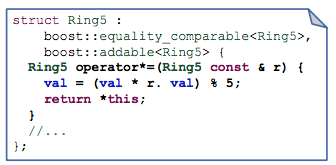 struct Ring5 :
    boost::equality_comparable<Ring5>,
    boost::addable<Ring5> {
  Ring5 operator*=(Ring5 const & r) {
    val = (val * r. val) % 5;
    return *this;
  }
  //...
};